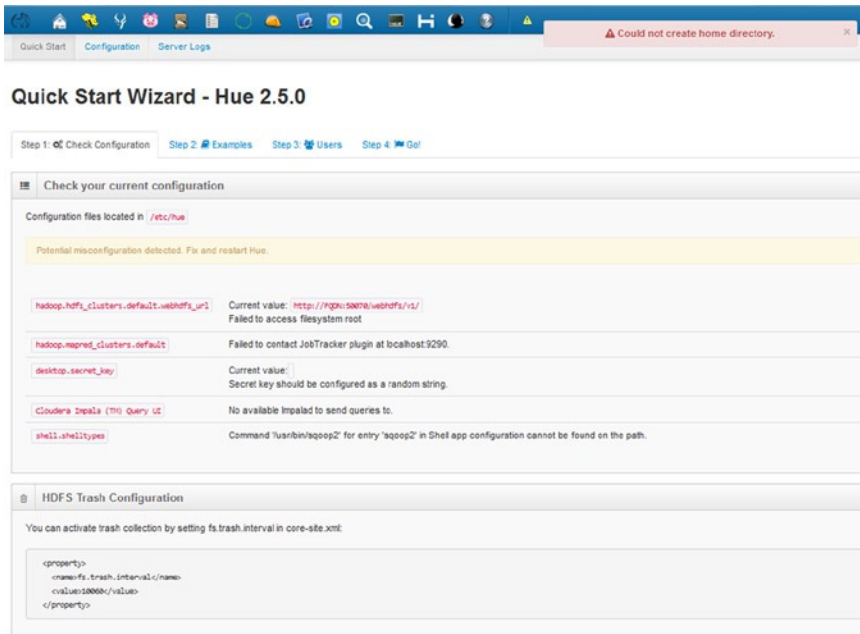 Could not create home directory. ×
Quick Start Configuration Server Logs
Quick Start Wizard - Hue 2.5.0
Step 1: Check Configuration Step 2: Examples Step 3: Users Step 4: Go!
Check your current configuration
Configuration files located in /etc/hue
Potential misconfiguration detected. Fix and restart Hue.
hadoop.hdfs_clusters.default.webhdfs_url Current value: http://FQDN:50070/webhdfs/v1/
Failed to access filesystem root
hadoop.mapred_clusters.default Failed to contact JobTracker plugin at localhost:9290.
desktop.secret_key Current value:
Secret key should be configured as a random string.
Cloudera Impala (TM) Query UI No available Impalad to send queries to.
shell.shelltypes Command '/usr/bin/sqoop2' for entry 'sqoop2' in Shell app configuration cannot be found on the path.
HDFS Trash Configuration
You can activate trash collection by setting fs.trash.interval in core-site.xml:
<property>
<name>fs.trash.interval</name>
<value>10060</value>
</property>